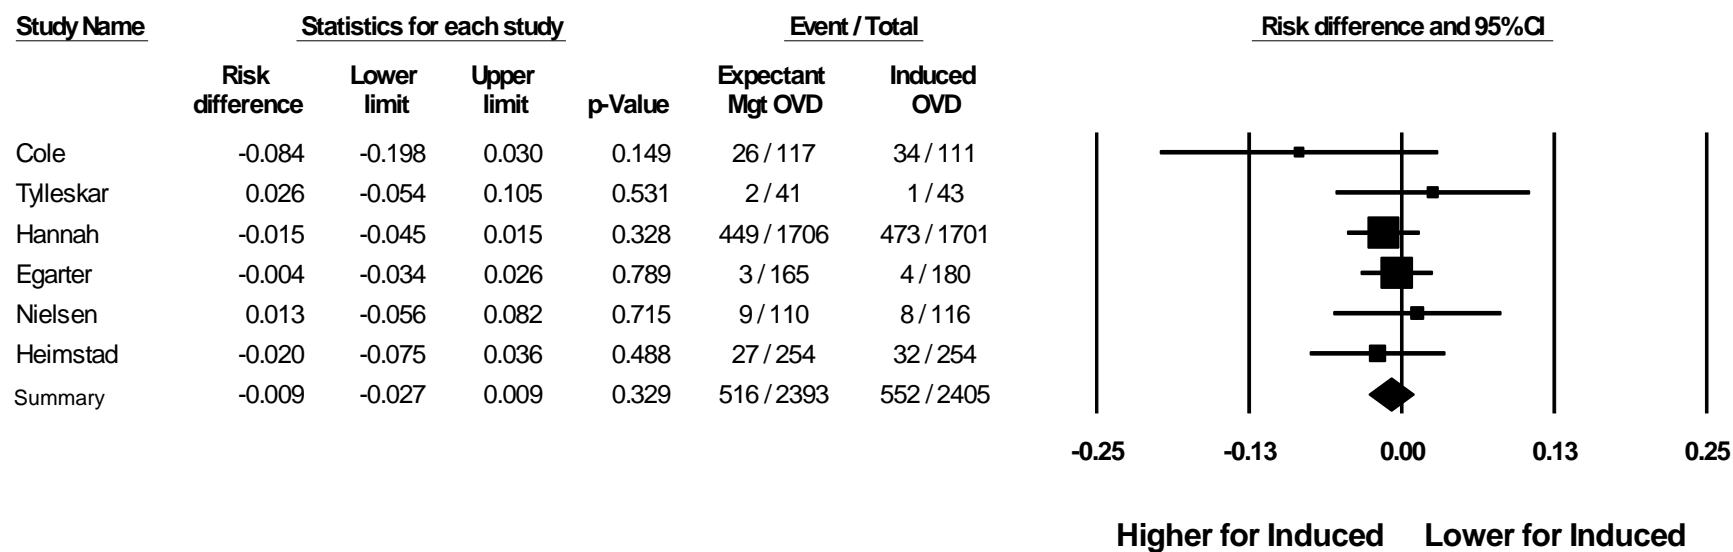 Study Name Statistics for each study Event / Total Risk difference and 95% CI
Risk Lower Upper Expectant Induced
difference limit limit p-Value Mgt OVD OVD
Cole -0.084 -0.198 0.030 0.149 26 / 117 34 / 111
Tylleskar 0.026 -0.054 0.105 0.531 2 / 41 1 / 43
Hannah -0.015 -0.045 0.015 0.328 449 / 1706 473 / 1701
Egarter -0.004 -0.034 0.026 0.789 3 / 165 4 / 180
Nielsen 0.013 -0.056 0.082 0.715 9 / 110 8 / 116
Heimstad -0.020 -0.075 0.036 0.488 27 / 254 32 / 254
Summary -0.009 -0.027 0.009 0.329 516 / 2393 552 / 2405
-0.25 -0.13 0.00 0.13 0.25
Higher for Induced Lower for Induced